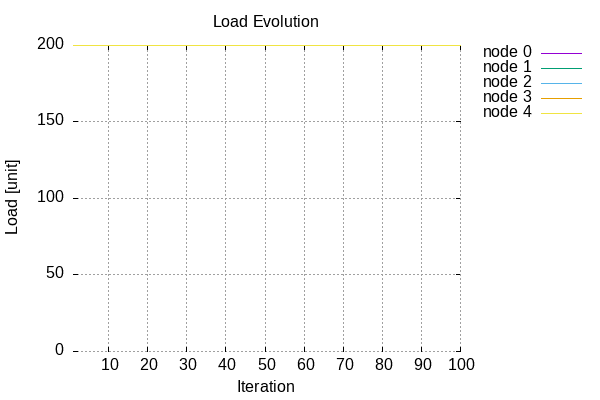 Load Evolution
200
150
100
50
0
Load [unit]
10 20 30 40 50 60 70 80 90 100
Iteration
node 0
node 1
node 2
node 3
node 4